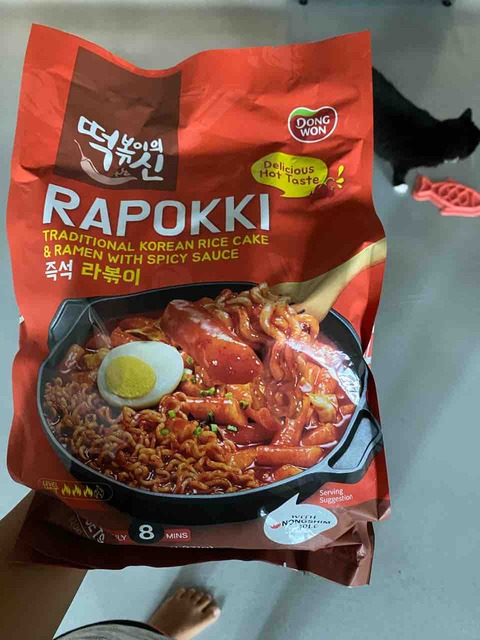 떡볶이의
신
DONG
WON
Delicious
Hot Taste
RAPOKKI
TRADITIONAL KOREAN RICE CAKE
& RAMEN WITH SPICY SAUCE
즉석 라볶이
LEVEL
Serving
Suggestion
WITH
NONGSHIM
8 MINS